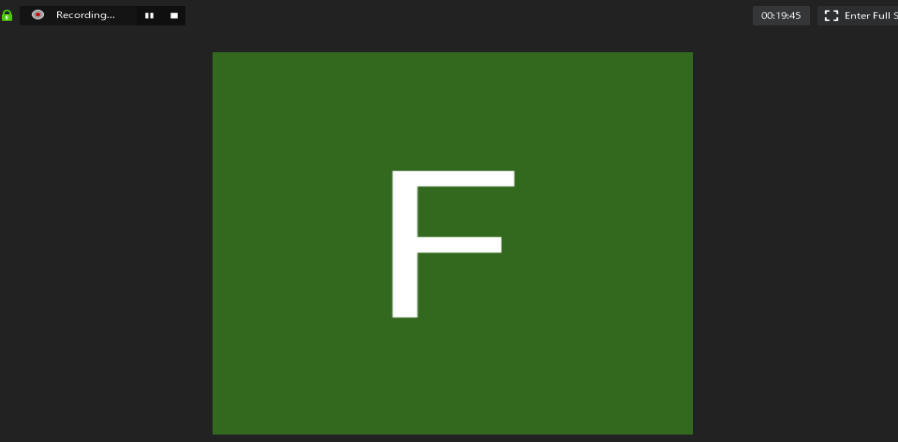 Recording...
00:19:45
Enter Full S
F